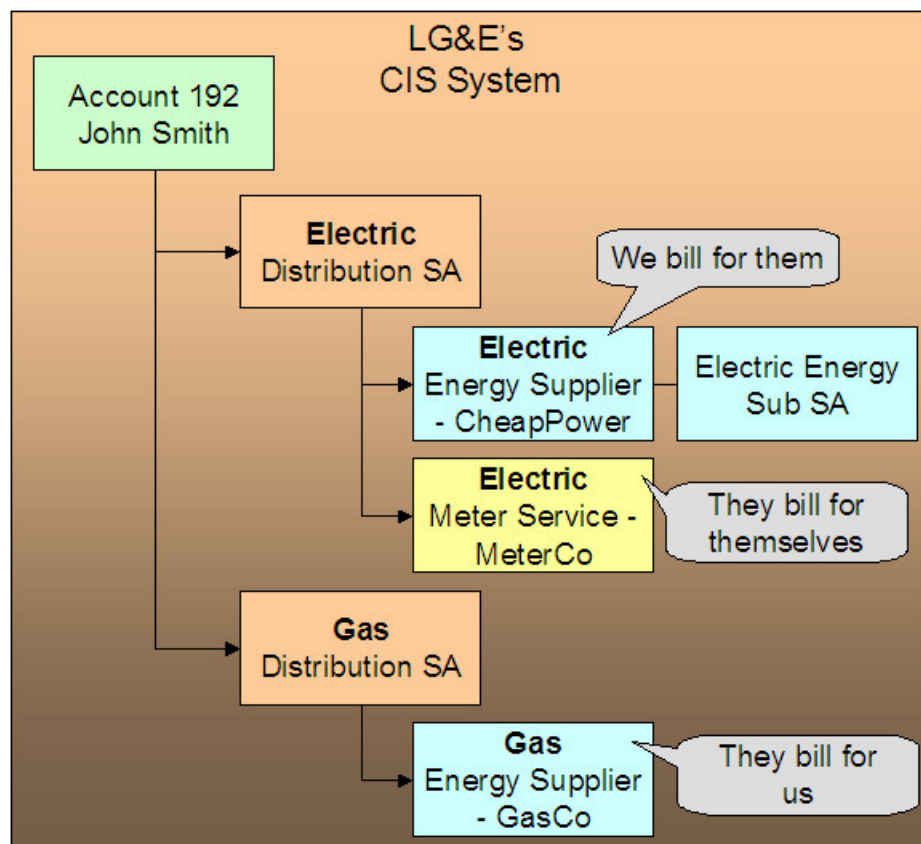 LG&E's
CIS System
Account 192
John Smith
Electric
Distribution SA
We bill for them
Electric
Energy Supplier
- CheapPower
Electric Energy
Sub SA
Electric
Meter Service -
MeterCo
They bill for
themselves
Gas
Distribution SA
Gas
Energy Supplier
- GasCo
They bill for
us